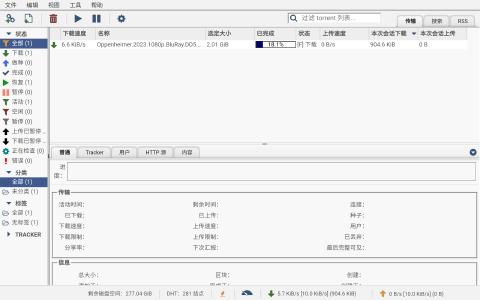 文件 编辑 视图 工具 帮助
过滤 torrent 列表...
传输 搜索 RSS
状态
全部 (1)
下载 (1)
做种 (0)
完成 (0)
恢复 (1)
暂停 (0)
活动 (1)
空闲 (0)
暂停 (0)
上传已暂停 ...
下载已暂停 ...
正在检查 (0)
错误 (0)
分类
全部 (1)
未分类 (1)
标签
全部 (1)
无标签 (1)
TRACKER
下载速度 名称 选定大小 已完成 状态 上传速度 本次会话下载 本次会话上传
6.6 KiB/s Oppenheimer.2023.1080p.BluRay.DD5... 2.01 GiB 18.1% [F] 下载 0 B/s 904.6 KiB 0 B
普通 Tracker 用户 HTTP 源 内容
进度：
传输
活动时间： 剩余时间： 连接：
已下载： 已上传： 种子：
下载速度： 上传速度： 用户：
下载限制： 上传限制： 已丢弃：
分享率： 下次汇报： 最后完整可见：
信息
总大小： 区块： 创建：
剩余磁盘空间：277.04 GiB DHT：281 结点 5.7 KiB/s [10.0 KiB/s] (904.6 KiB) 0 B/s [10.0 KiB/s] (0 B)